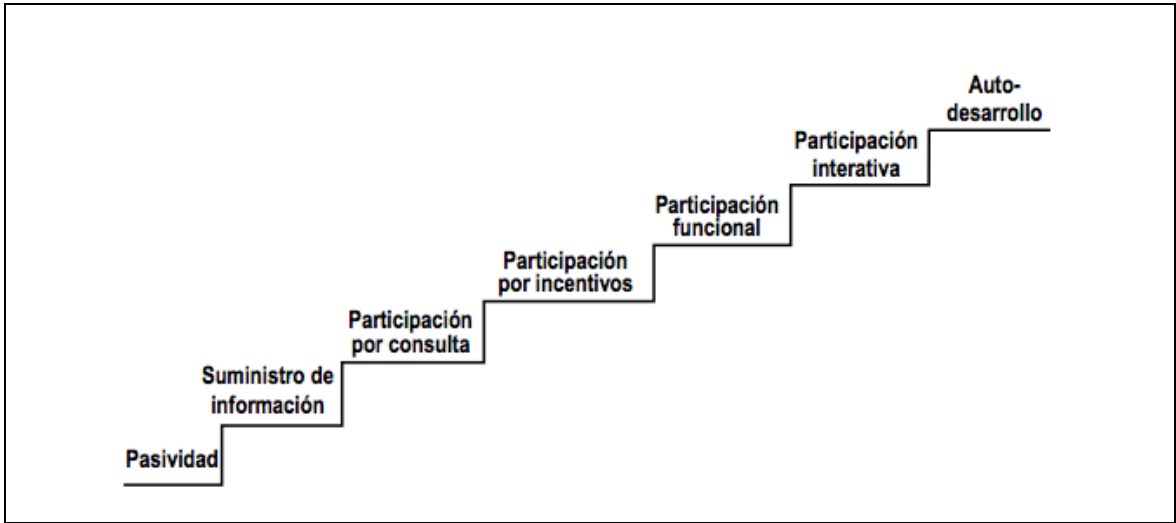 Auto-
desarrollo
Participación
interativa
Participación
funcional
Participación
por incentivos
Participación
por consulta
Suministro de
información
Pasividad